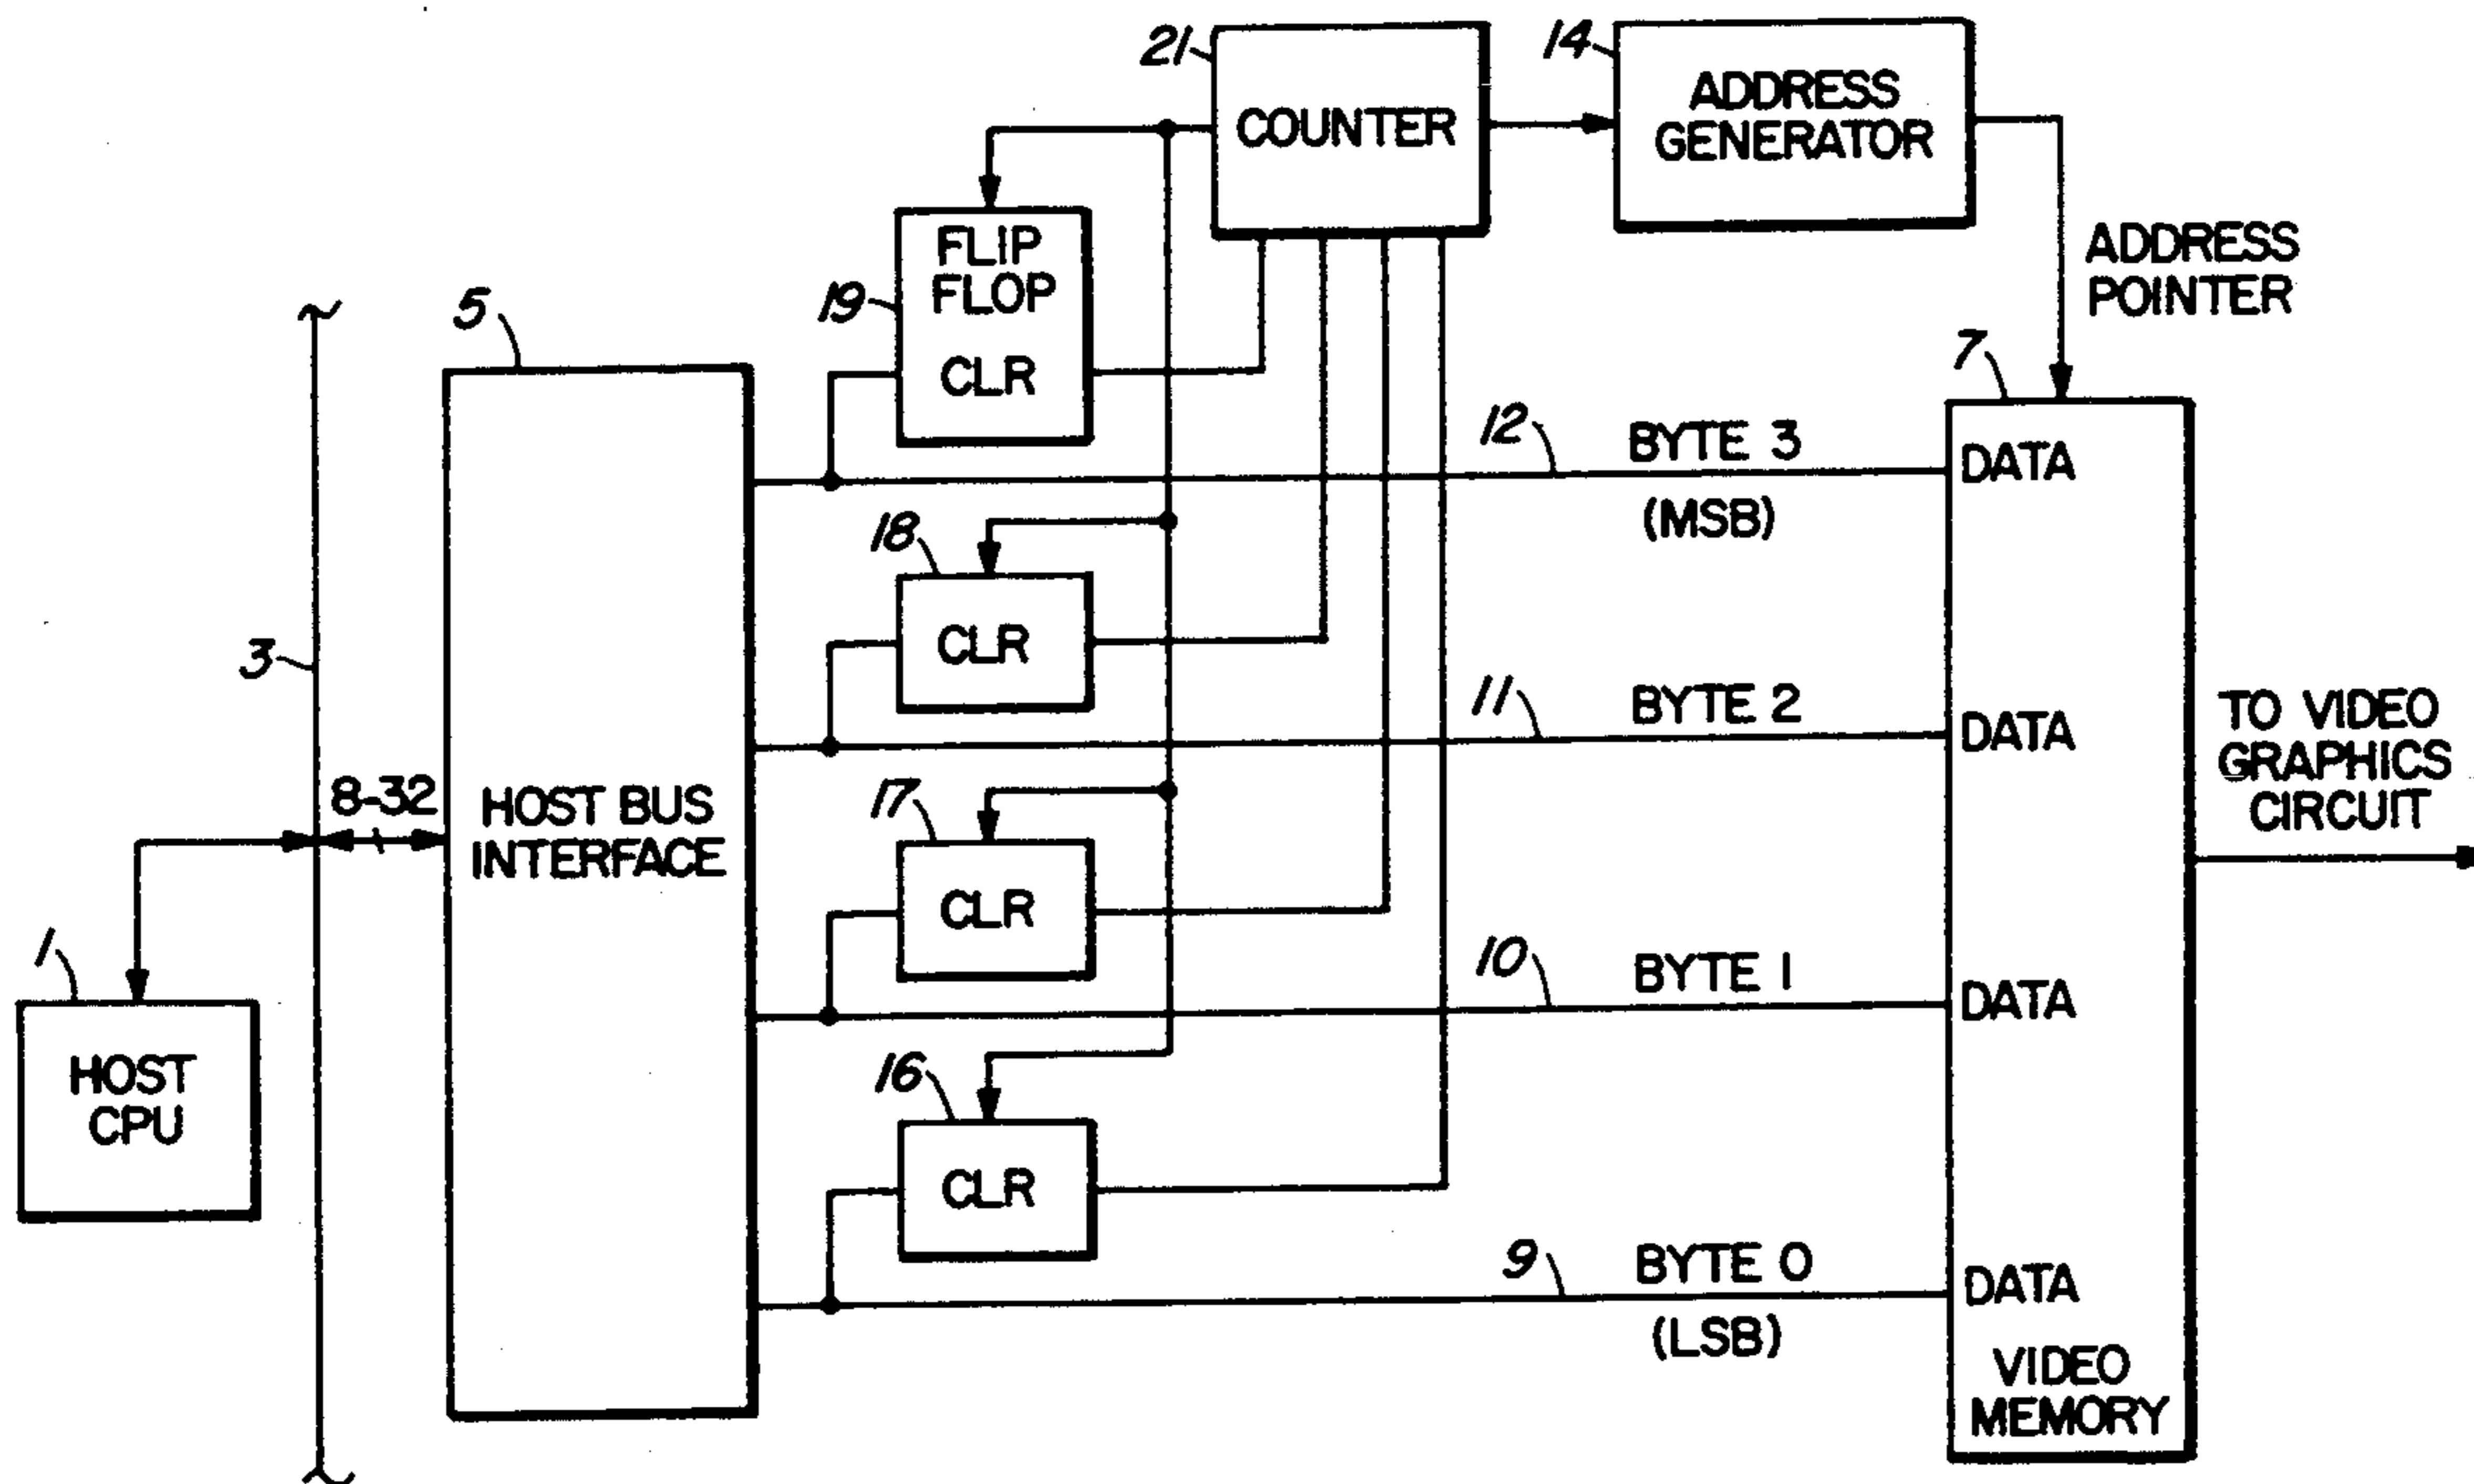 21
COUNTER
14
ADDRESS
GENERATOR
ADDRESS
POINTER
19
FLIP
FLOP
CLR
5
HOST BUS
INTERFACE
3
8-32
1
HOST
CPU
18
CLR
17
CLR
16
CLR
12
BYTE 3
(MSB)
11
BYTE 2
10
BYTE 1
9
BYTE 0
(LSB)
7
DATA
DATA
DATA
DATA
VIDEO
MEMORY
TO VIDEO
GRAPHICS
CIRCUIT